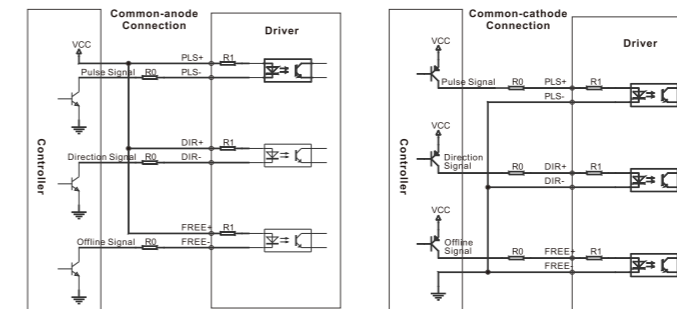 Common-anode
Connection
Driver
VCC
PLS+ R1
Pulse Signal R0 PLS-
DIR+ R1
Direction Signal R0 DIR-
Controller
FREE+ R1
Offline Signal R0 FREE-
Common-cathode
Connection
Driver
VCC
Pulse Signal R0 PLS+ R1
PLS-
VCC
Direction
Signal
R0 DIR+ R1
DIR-
Controller
VCC
Offline
Signal
R0 FREE+ R1
FREE-